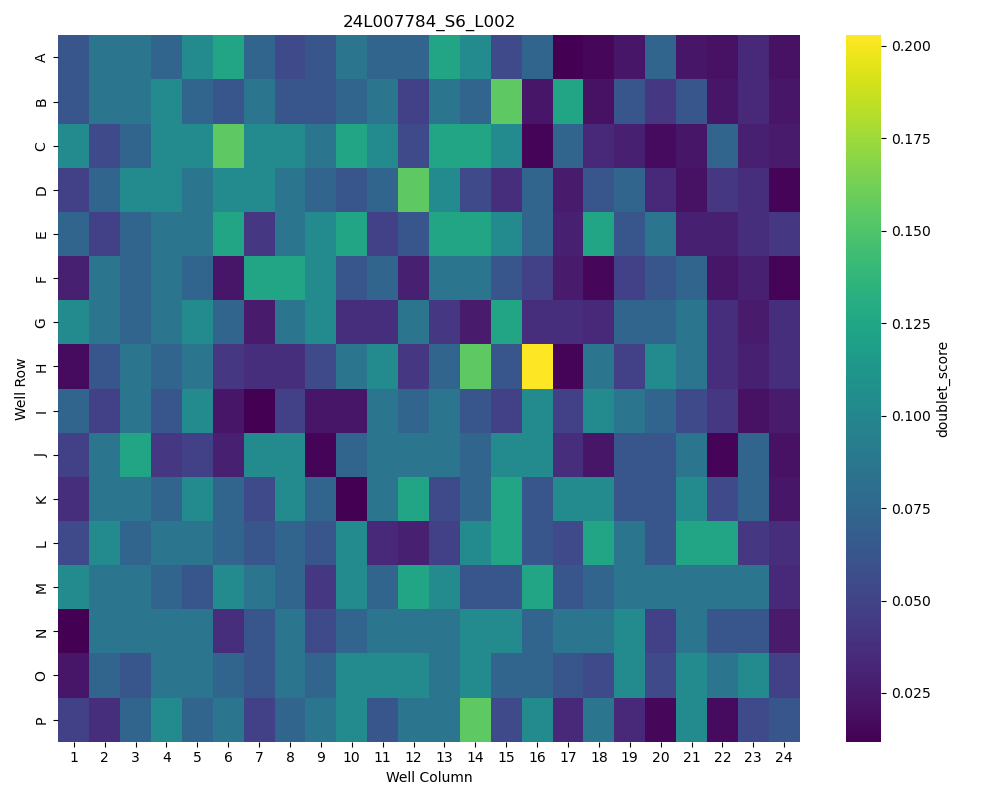 24L007784_S6_L002
Well Row
A
B
C
D
E
F
G
H
I
J
K
L
M
N
O
P
1 2 3 4 5 6 7 8 9 10 11 12 13 14 15 16 17 18 19 20 21 22 23 24
Well Column
0.200
0.175
0.150
0.125
0.100
0.075
0.050
0.025
doublet_score